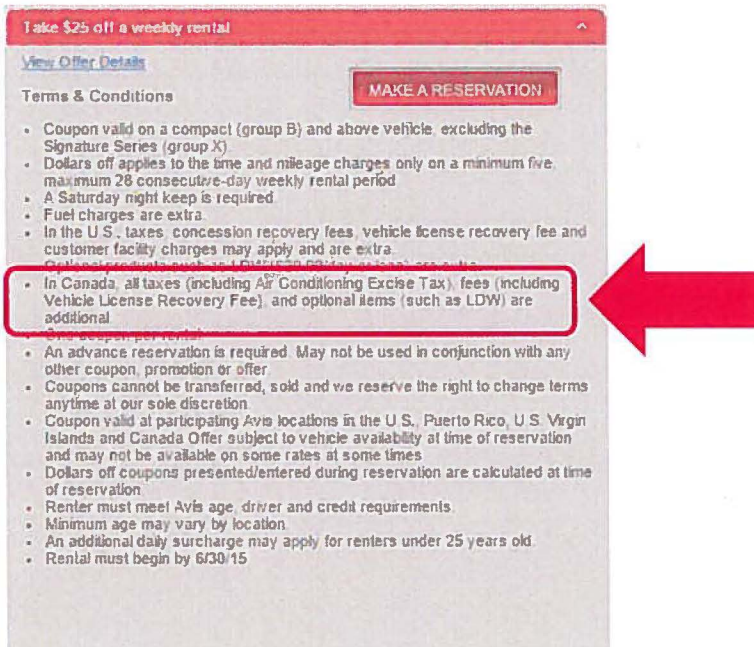 Take $25 off a weekly rental
View Offer Details
MAKE A RESERVATION
Terms & Conditions
• Coupon valid on a compact (group B) and above vehicle, excluding the
Signature Series (group X)
• Dollars off applies to the time and mileage charges only on a minimum five,
maximum 28 consecutive-day weekly rental period
• A Saturday night keep is required
• Fuel charges are extra.
• In the U.S., taxes, concession recovery fees, vehicle license recovery fee and
customer facility charges may apply and are extra.
Optional products such as LDW are extra
• In Canada, all taxes (including Air Conditioning Excise Tax), fees (including
Vehicle License Recovery Fee), and optional items (such as LDW) are
additional
• One coupon per rental
• An advance reservation is required. May not be used in conjunction with any
other coupon, promotion or offer.
• Coupons cannot be transferred, sold and we reserve the right to change terms
anytime at our sole discretion
• Coupon valid at participating Avis locations in the U.S., Puerto Rico, U.S. Virgin
Islands and Canada Offer subject to vehicle availability at time of reservation
and may not be available on some rates at some times
• Dollars off coupons presented/entered during reservation are calculated at time
of reservation
• Renter must meet Avis age, driver and credit requirements.
• Minimum age may vary by location
• An additional daily surcharge may apply for renters under 25 years old.
• Rental must begin by 6/30/15